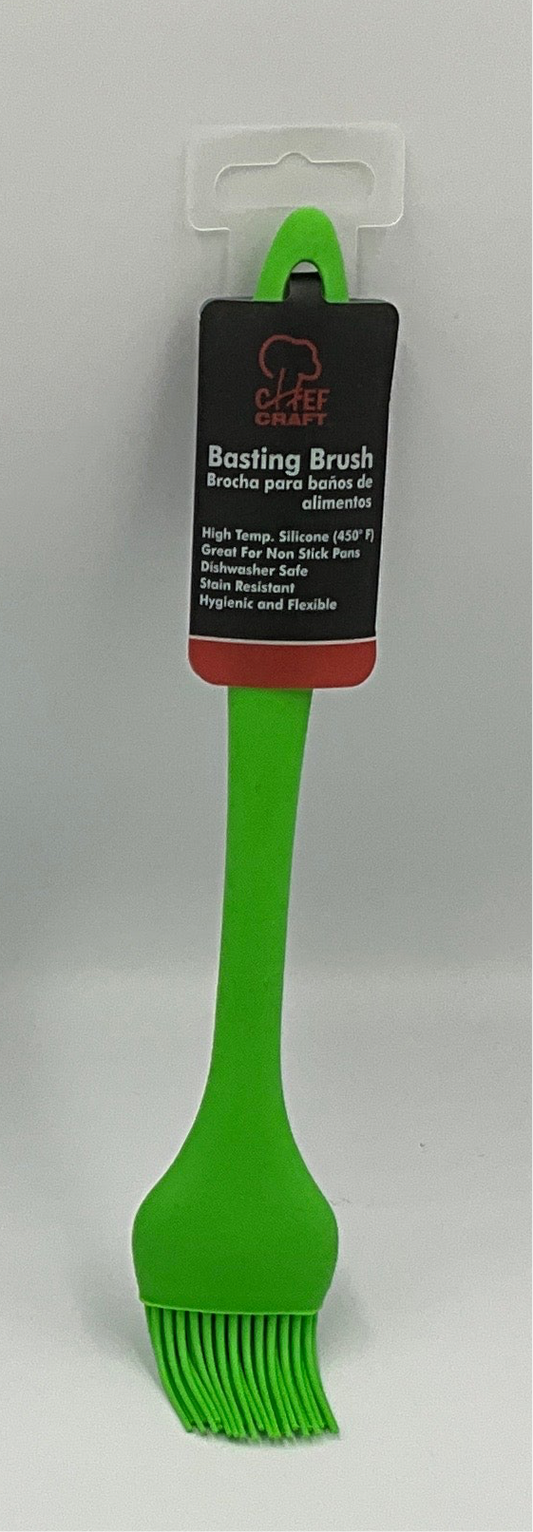 CHEF
CRAFT
Basting Brush
Brocha para baños de
alimentos
High Temp. Silicone (450° F)
Great For Non Stick Pans
Dishwasher Safe
Stain Resistant
Hygienic and Flexible